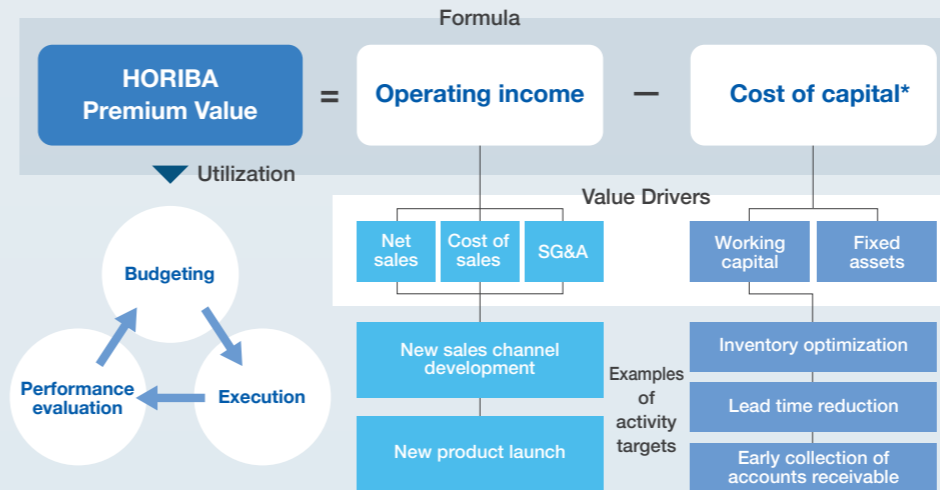 Formula
HORIBA
Premium Value
=
Operating income
—
Cost of capital*
Utilization
Value Drivers
Net
sales
Cost of
sales
SG&A
Working
capital
Fixed
assets
Budgeting
Performance
evaluation
Execution
New sales channel
development
New product launch
Examples
of
activity
targets
Inventory optimization
Lead time reduction
Early collection of
accounts receivable